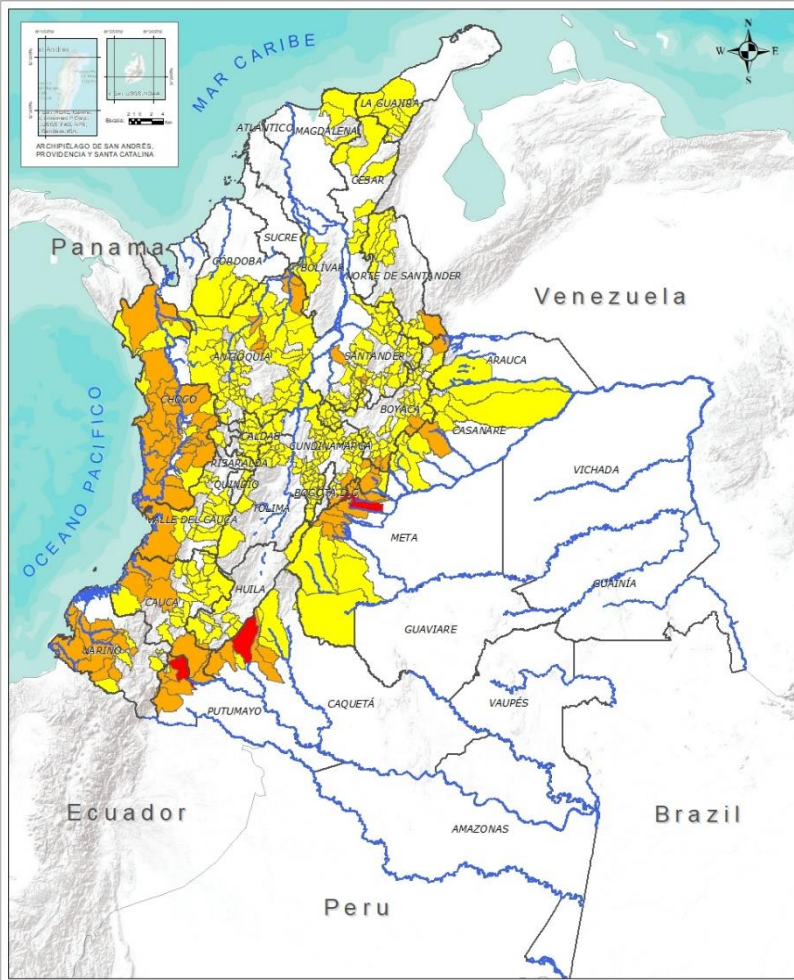 N
W
E
S
MAR CARIBE
ARCHIPIÉLAGO DE SAN ANDRÉS,
PROVIDENCIA Y SANTA CATALINA
LA GUAJIRA
ATLÁNTICO
MAGDALENA
CESAR
Panama
SUCRE
CÓRDOBA
BOLÍVAR
NORTE DE SANTANDER
Venezuela
ANTIOQUIA
SANTANDER
ARAUCA
OCEANO PACÍFICO
CHOCÓ
BOYACÁ
CASANARE
CALDAS
CUNDINAMARCA
RISARALDA
VICHADA
QUINDÍO
BOGOTÁ D.C.
TOLIMA
VALLE DEL CAUCA
META
GUAINÍA
HUILA
CAUCA
GUAVIARE
NARIÑO
CAQUETÁ
VAUPÉS
PUTUMAYO
Ecuador
Brazil
AMAZONAS
Peru